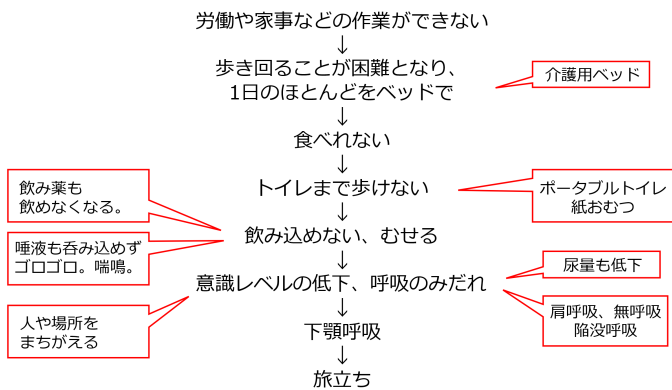 労働や家事などの作業ができない
↓
歩き回ることが困難となり、
1日のほとんどをベッドで
介護用ベッド
↓
食べれない
↓
トイレまで歩けない
飲み薬も
飲めなくなる。
ポータブルトイレ
紙おむつ
↓
飲み込めない、むせる
唾液も呑み込めず
ゴロゴロ。喘鳴。
↓
尿量も低下
意識レベルの低下、呼吸のみだれ
人や場所を
まちがえる
肩呼吸、無呼吸
陥没呼吸
↓
下顎呼吸
↓
旅立ち